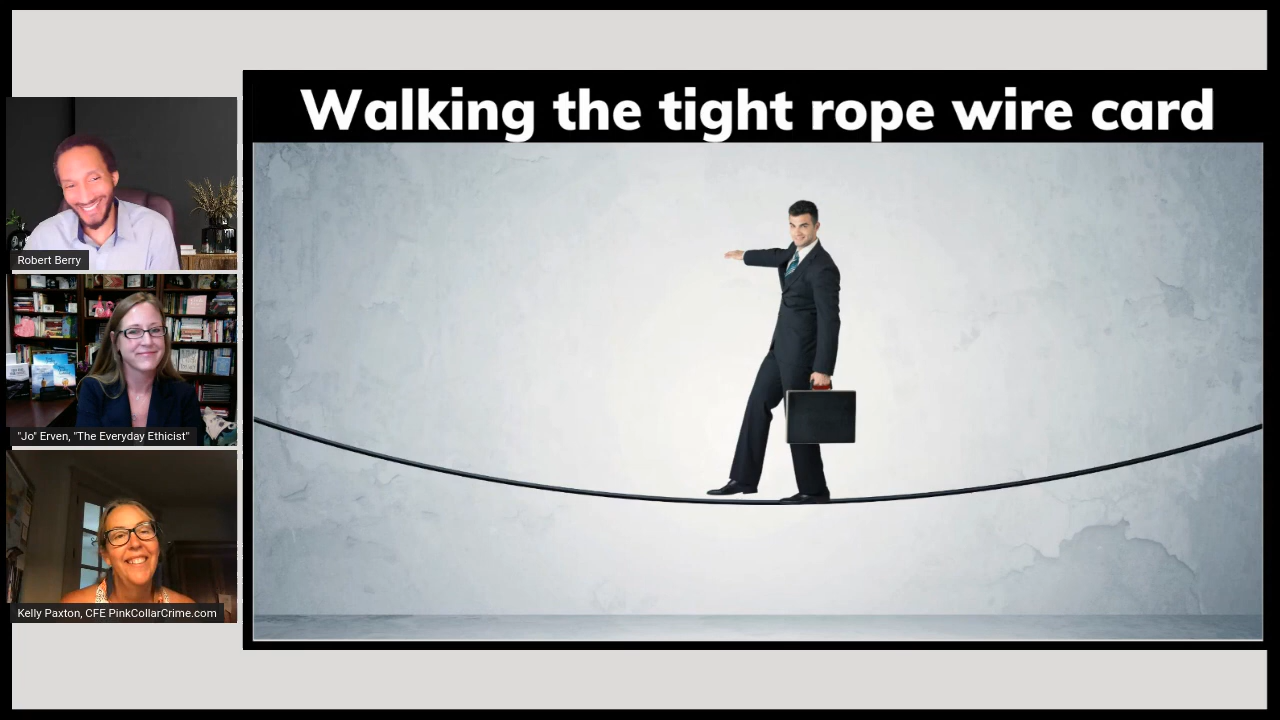 Walking the tight rope wire card
Robert Berry
"Jo" Erven, "The Everyday Ethicist"
Kelly Paxton, CFE PinkCollarCrime.com